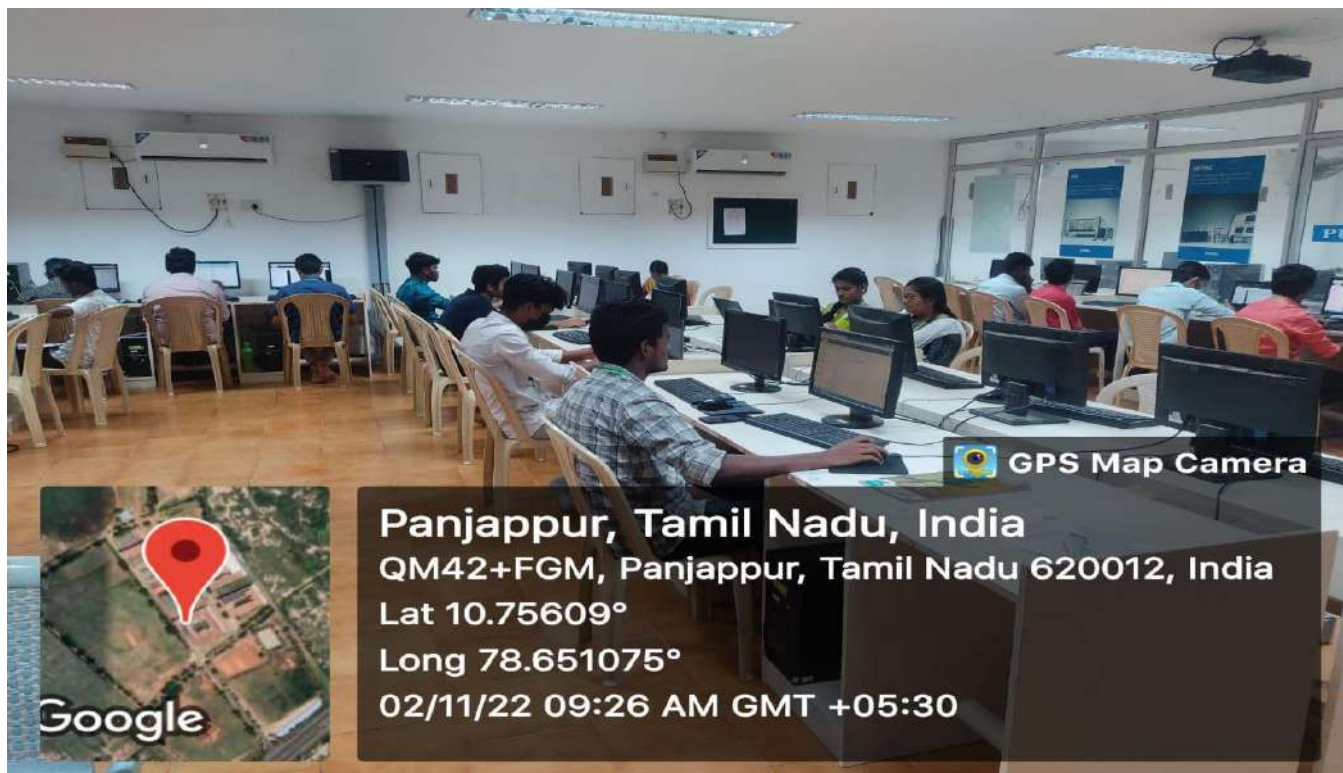 GPS Map Camera
Panjappur, Tamil Nadu, India
QM42+FGM, Panjappur, Tamil Nadu 620012, India
Lat 10.75609°
Long 78.651075°
02/11/22 09:26 AM GMT +05:30
Google